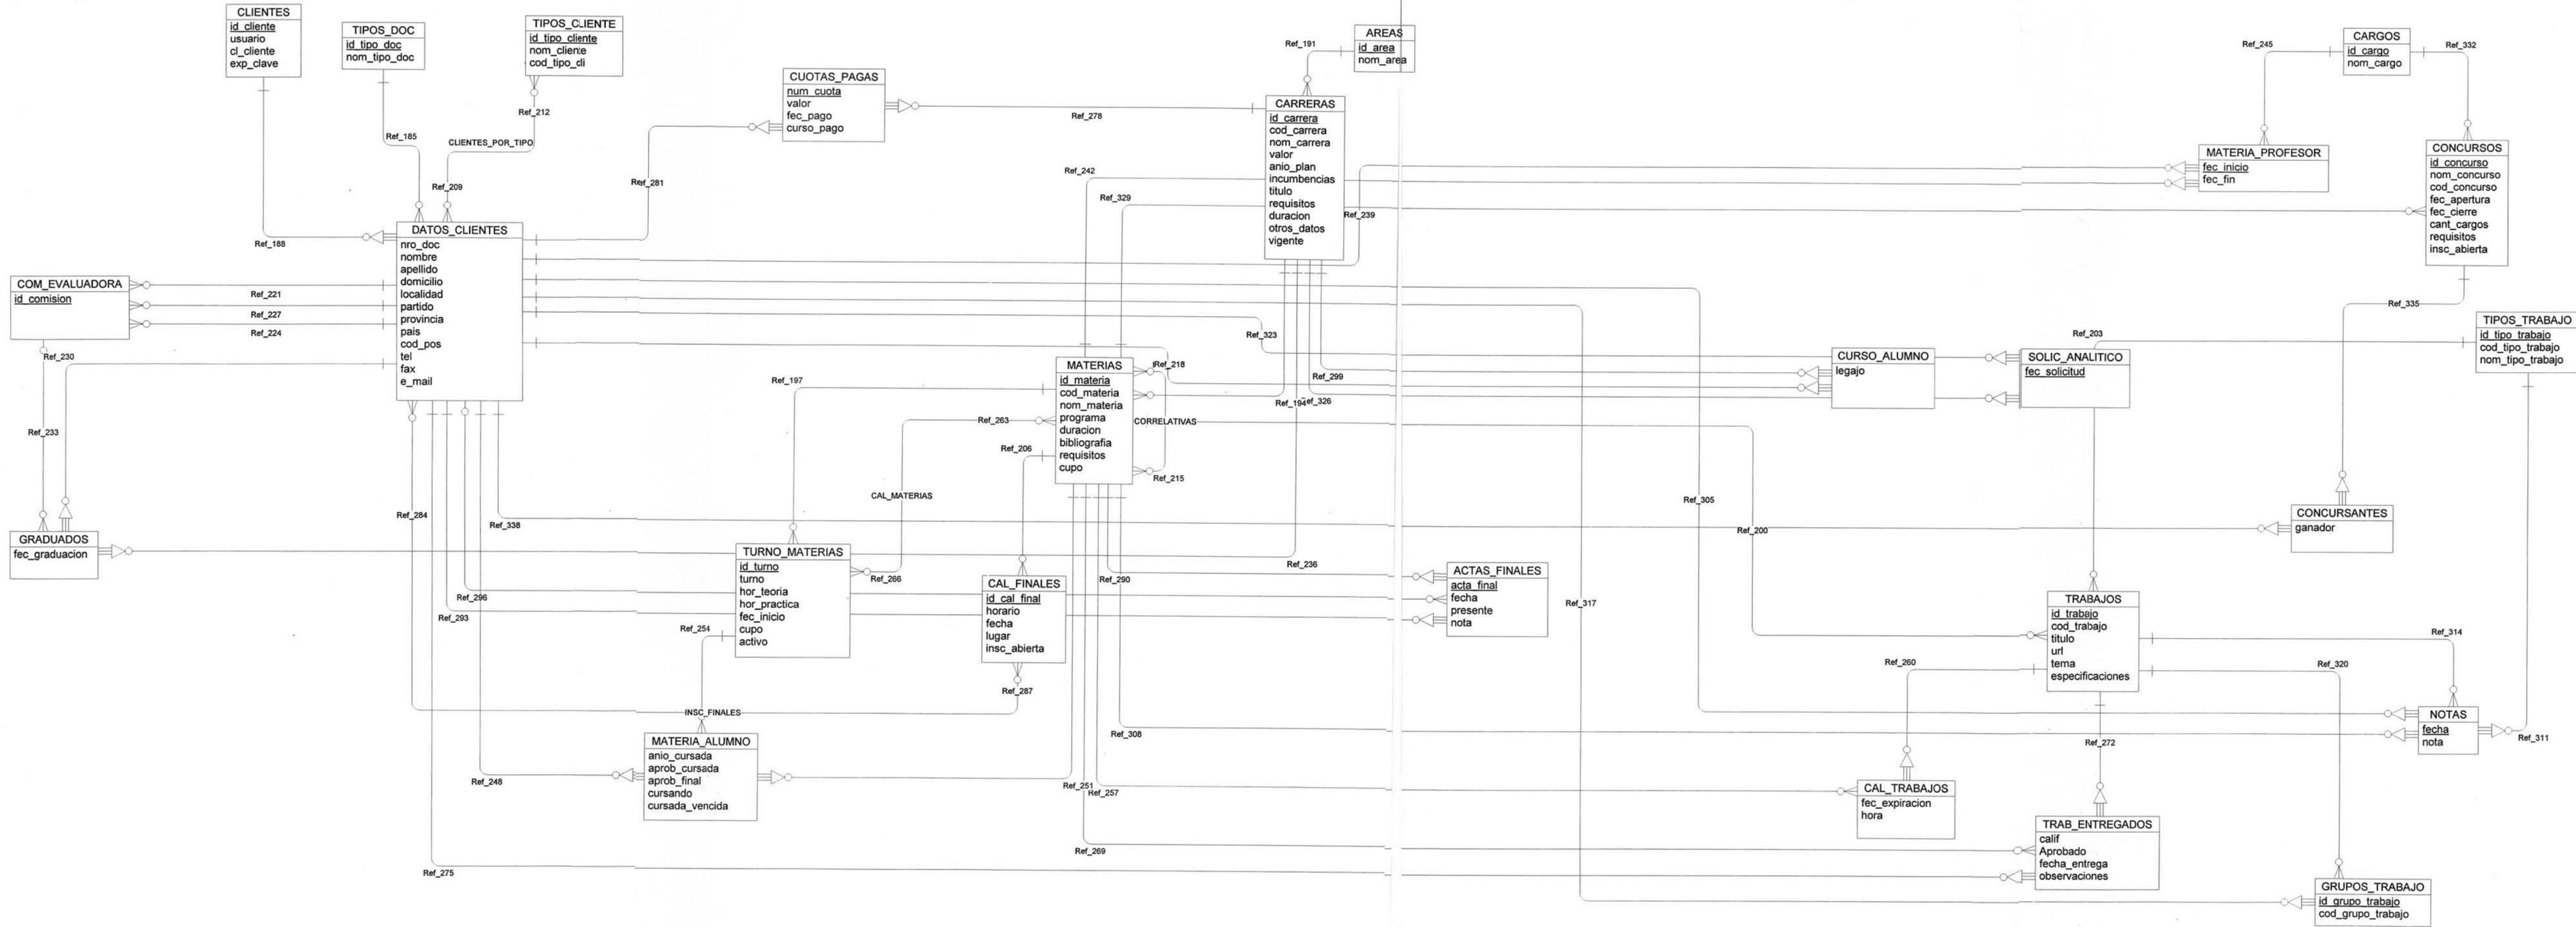 CLIENTES
id_cliente
usuario
cl_cliente
exp_clave
TIPOS_DOC
id_tipo_doc
nom_tipo_doc
TIPOS_CLIENTE
id_tipo_cliente
nom_cliente
cod_tipo_cli
CUOTAS_PAGAS
num_cuota
valor
fec_pago
curso_pago
AREAS
id_area
nom_area
CARGOS
id_cargo
nom_cargo
Ref_191
Ref_245
Ref_332
Ref_212
Ref_185
CLIENTES_POR_TIPO
Ref_209
Ref_281
Ref_278
Ref_188
CARRERAS
id_carrera
cod_carrera
nom_carrera
valor
anio_plan
incumbencias
titulo
requisitos
duracion
otros_datos
vigente
Ref_242
Ref_329
Ref_239
MATERIA_PROFESOR
fec_inicio
fec_fin
CONCURSOS
id_concurso
nom_concurso
cod_concurso
fec_apertura
fec_cierre
cant_cargos
requisitos
insc_abierta
DATOS_CLIENTES
nro_doc
nombre
apellido
domicilio
localidad
partido
provincia
pais
cod_pos
tel
fax
e_mail
COM_EVALUADORA
id_comision
Ref_221
Ref_227
Ref_224
Ref_230
Ref_233
Ref_335
TIPOS_TRABAJO
id_tipo_trabajo
cod_tipo_trabajo
nom_tipo_trabajo
Ref_323
Ref_203
CURSO_ALUMNO
legajo
SOLIC_ANALITICO
fec_solicitud
MATERIAS
id_materia
cod_materia
nom_materia
programa
duracion
bibliografia
requisitos
cupo
Ref_218
Ref_197
Ref_299
Ref_194
Ref_326
Ref_263
CORRELATIVAS
Ref_206
Ref_215
CAL_MATERIAS
Ref_305
Ref_284
Ref_338
Ref_200
CONCURSANTES
ganador
GRADUADOS
fec_graduacion
TURNO_MATERIAS
id_turno
turno
hor_teoria
hor_practica
fec_inicio
cupo
activo
Ref_266
CAL_FINALES
id_cal_final
horario
fecha
lugar
insc_abierta
Ref_290
Ref_236
ACTAS_FINALES
acta_final
fecha
presente
nota
Ref_296
Ref_293
Ref_254
Ref_317
TRABAJOS
id_trabajo
cod_trabajo
titulo
url
tema
especificaciones
Ref_314
Ref_260
Ref_320
Ref_287
INSC_FINALES
MATERIA_ALUMNO
anio_cursada
aprob_cursada
aprob_final
cursando
cursada_vencida
Ref_308
NOTAS
fecha
nota
Ref_311
Ref_272
Ref_248
Ref_251
Ref_257
CAL_TRABAJOS
fec_expiracion
hora
TRAB_ENTREGADOS
calif
Aprobado
fecha_entrega
observaciones
Ref_269
Ref_275
GRUPOS_TRABAJO
id_grupo_trabajo
cod_grupo_trabajo